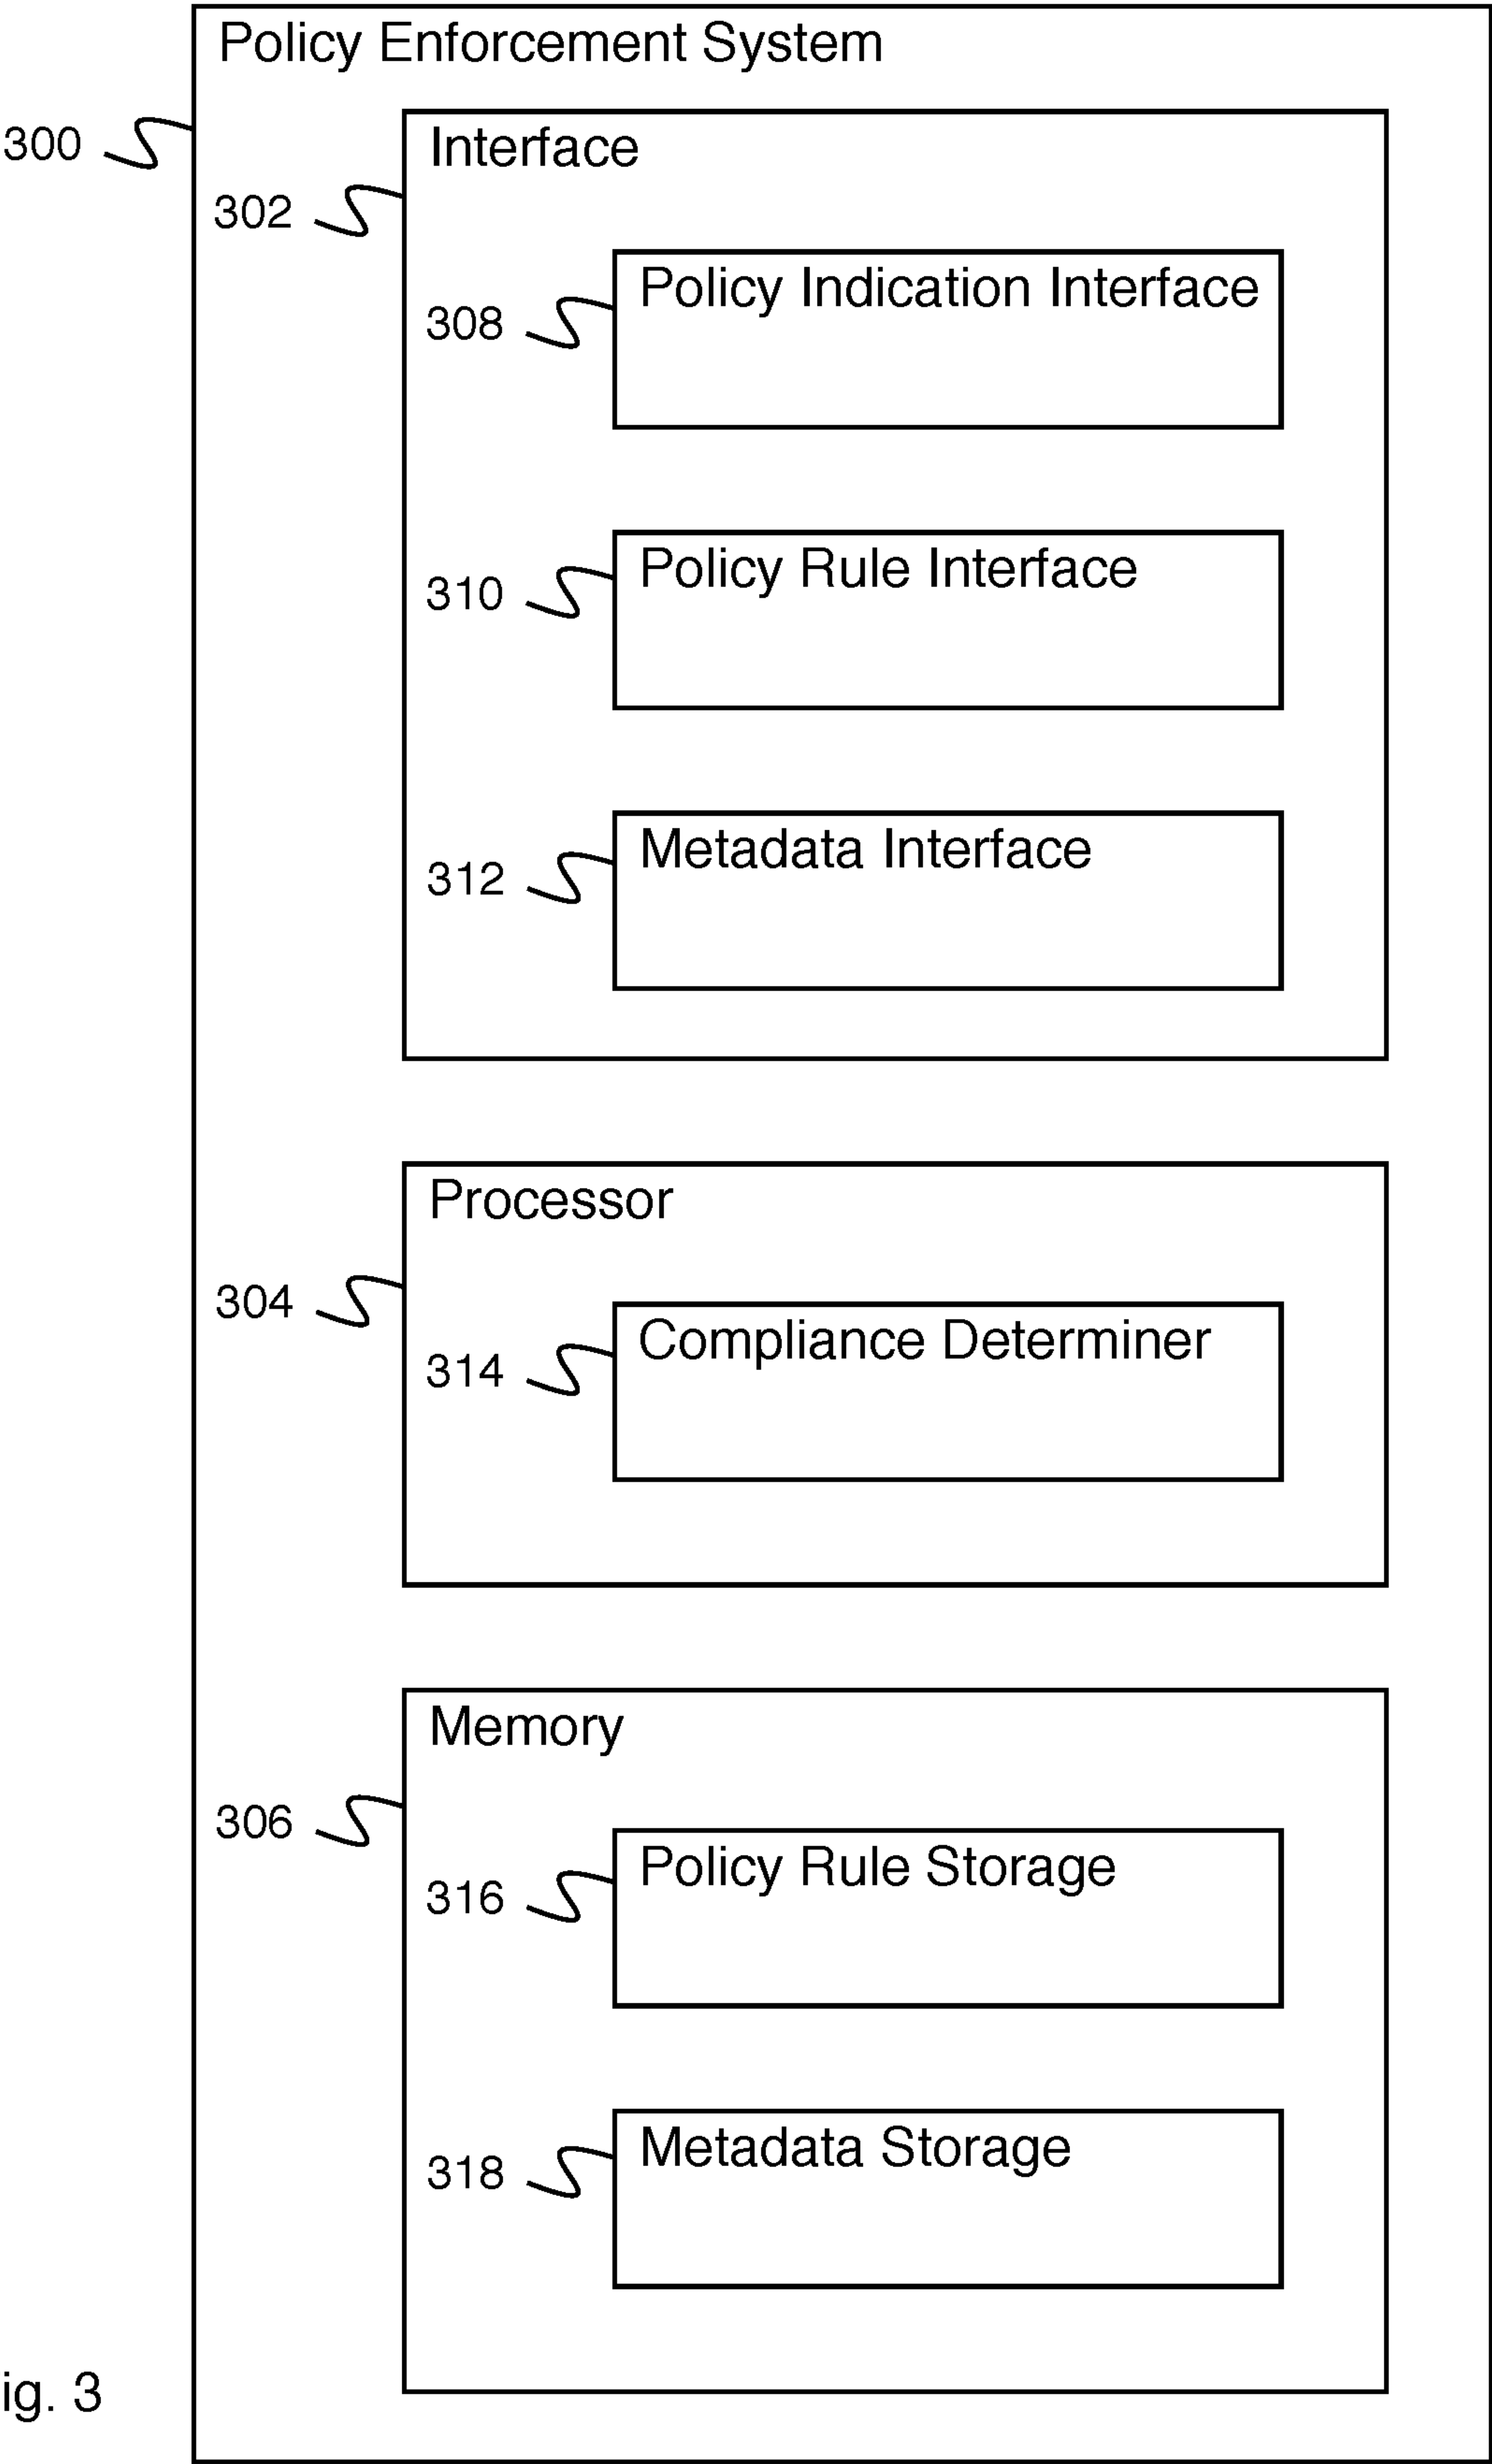 Policy Enforcement System
300
Interface
302
Policy Indication Interface
308
Policy Rule Interface
310
Metadata Interface
312
Processor
304
Compliance Determiner
314
Memory
306
Policy Rule Storage
316
Metadata Storage
318
ig. 3